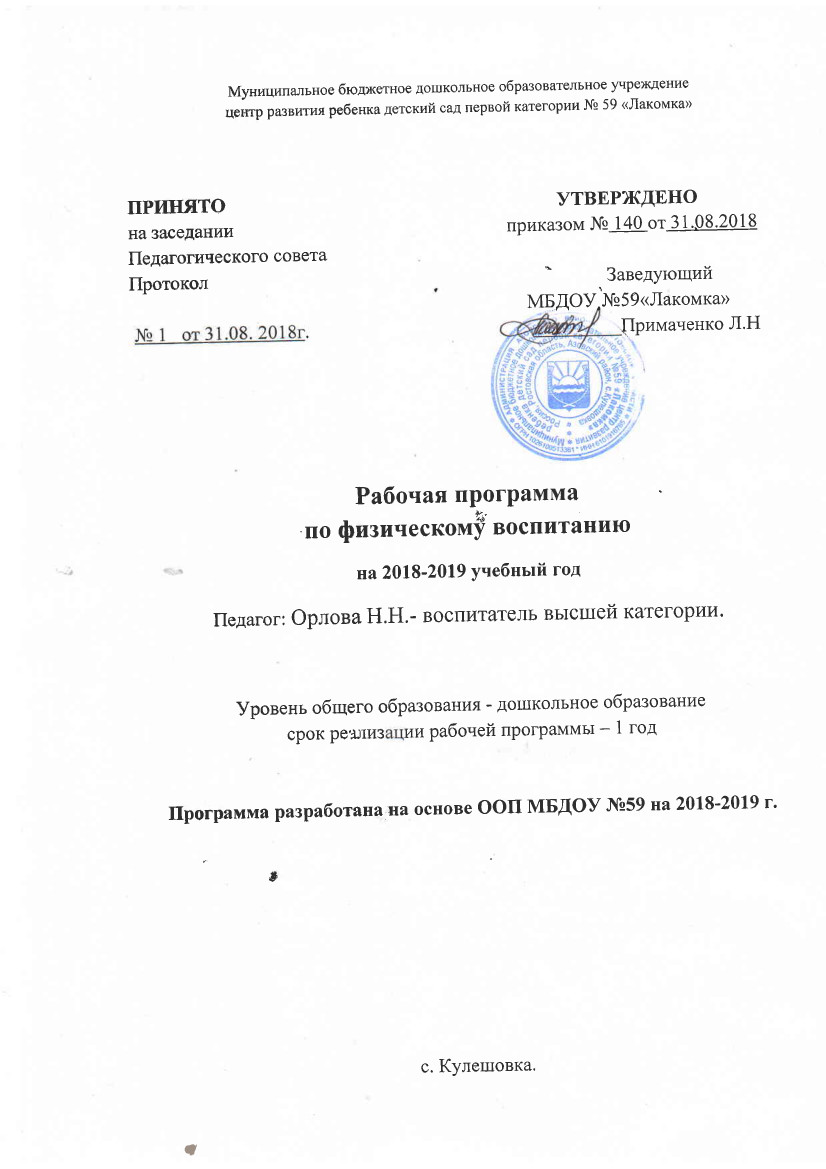 Муниципальное бюджетное дошкольное образовательное учреждение
центр развития ребенка детский сад первой категории № 59 «Лакомка»
ПРИНЯТО
на заседании
Педагогического совета
Протокол
№ 1 от 31.08. 2018г.
УТВЕРЖДЕНО
приказом № 140 от 31.08.2018
Заведующий
МБДОУ №59«Лакомка»
Примаченко Л.Н
Рабочая программа
по физическому воспитанию
на 2018-2019 учебный год
Педагог: Орлова Н.Н.- воспитатель высшей категории.
Уровень общего образования - дошкольное образование
срок реализации рабочей программы – 1 год
Программа разработана на основе ООП МБДОУ №59 на 2018-2019 г.
с. Кулешовка.